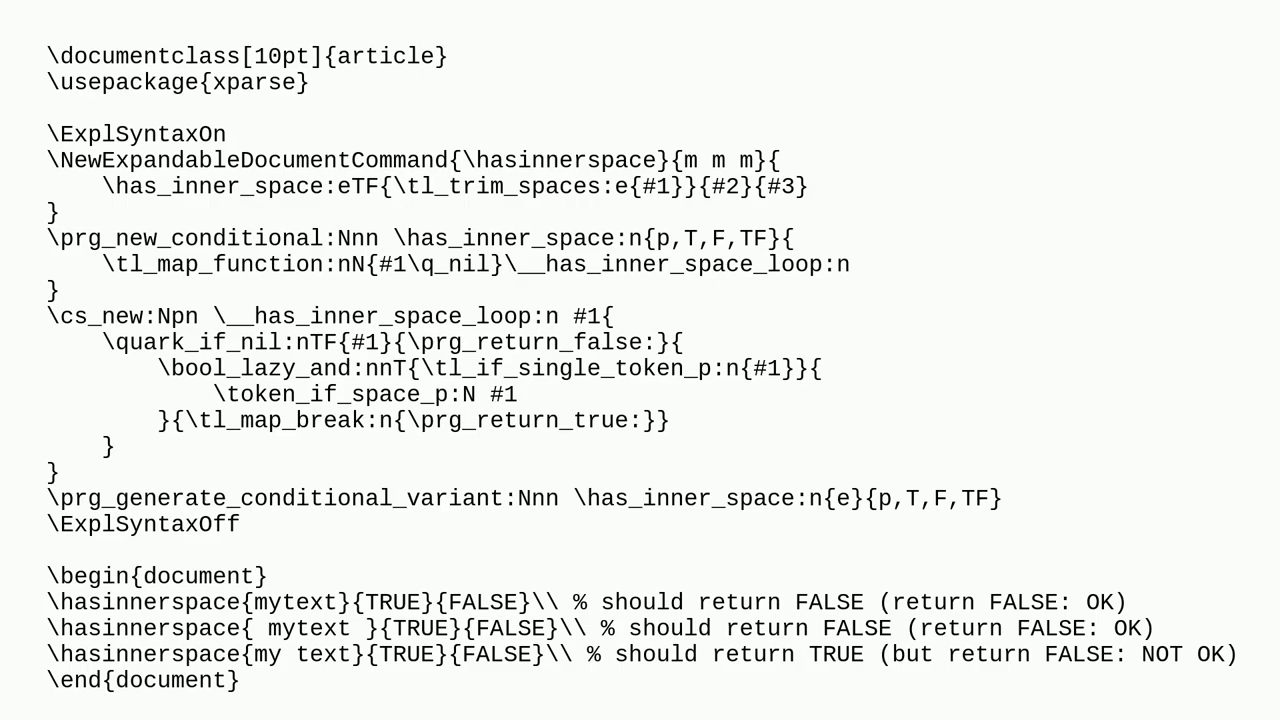 \documentclass[10pt]{article}
\usepackage{xparse}

\ExplSyntaxOn
\NewExpandableDocumentCommand{\hasinnerspace}{m m m}{
    \has_inner_space:eTF{\tl_trim_spaces:e{#1}}{#2}{#3}
}
\prg_new_conditional:Nnn \has_inner_space:n{p,T,F,TF}{
    \tl_map_function:nN{#1\q_nil}\__has_inner_space_loop:n
}
\cs_new:Npn \__has_inner_space_loop:n #1{
    \quark_if_nil:nTF{#1}{\prg_return_false:}{
        \bool_lazy_and:nnT{\tl_if_single_token_p:n{#1}}{
            \token_if_space_p:N #1
        }{\tl_map_break:n{\prg_return_true:}}
    }
}
\prg_generate_conditional_variant:Nnn \has_inner_space:n{e}{p,T,F,TF}
\ExplSyntaxOff

\begin{document}
\hasinnerspace{mytext}{TRUE}{FALSE}\\ % should return FALSE (return FALSE: OK)
\hasinnerspace{ mytext }{TRUE}{FALSE}\\ % should return FALSE (return FALSE: OK)
\hasinnerspace{my text}{TRUE}{FALSE}\\ % should return TRUE (but return FALSE: NOT OK)
\end{document}